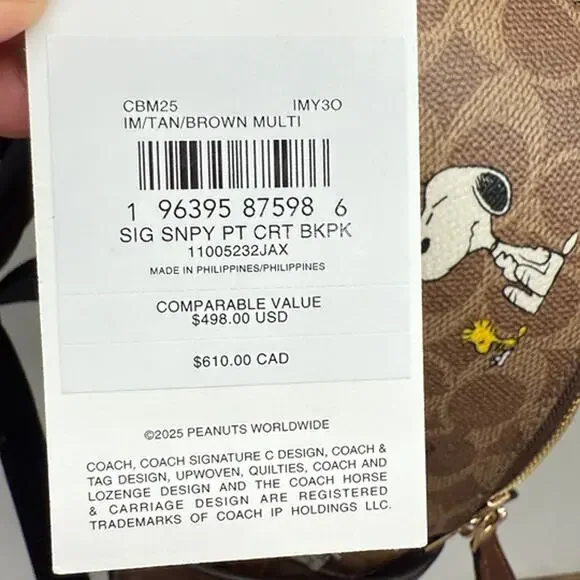 CBM25 IMY3O
IM/TAN/BROWN MULTI
1 96395 87598 6
SIG SNPY PT CRT BKPK
11005232JAX
MADE IN PHILIPPINES/PHILIPPINES
COMPARABLE VALUE
$498.00 USD
$610.00 CAD
©2025 PEANUTS WORLDWIDE
COACH, COACH SIGNATURE C DESIGN, COACH &
TAG DESIGN, UPWOVEN, QUILTIES, COACH AND
LOZENGE DESIGN AND THE COACH HORSE
& CARRIAGE DESIGN ARE REGISTERED
TRADEMARKS OF COACH IP HOLDINGS LLC.